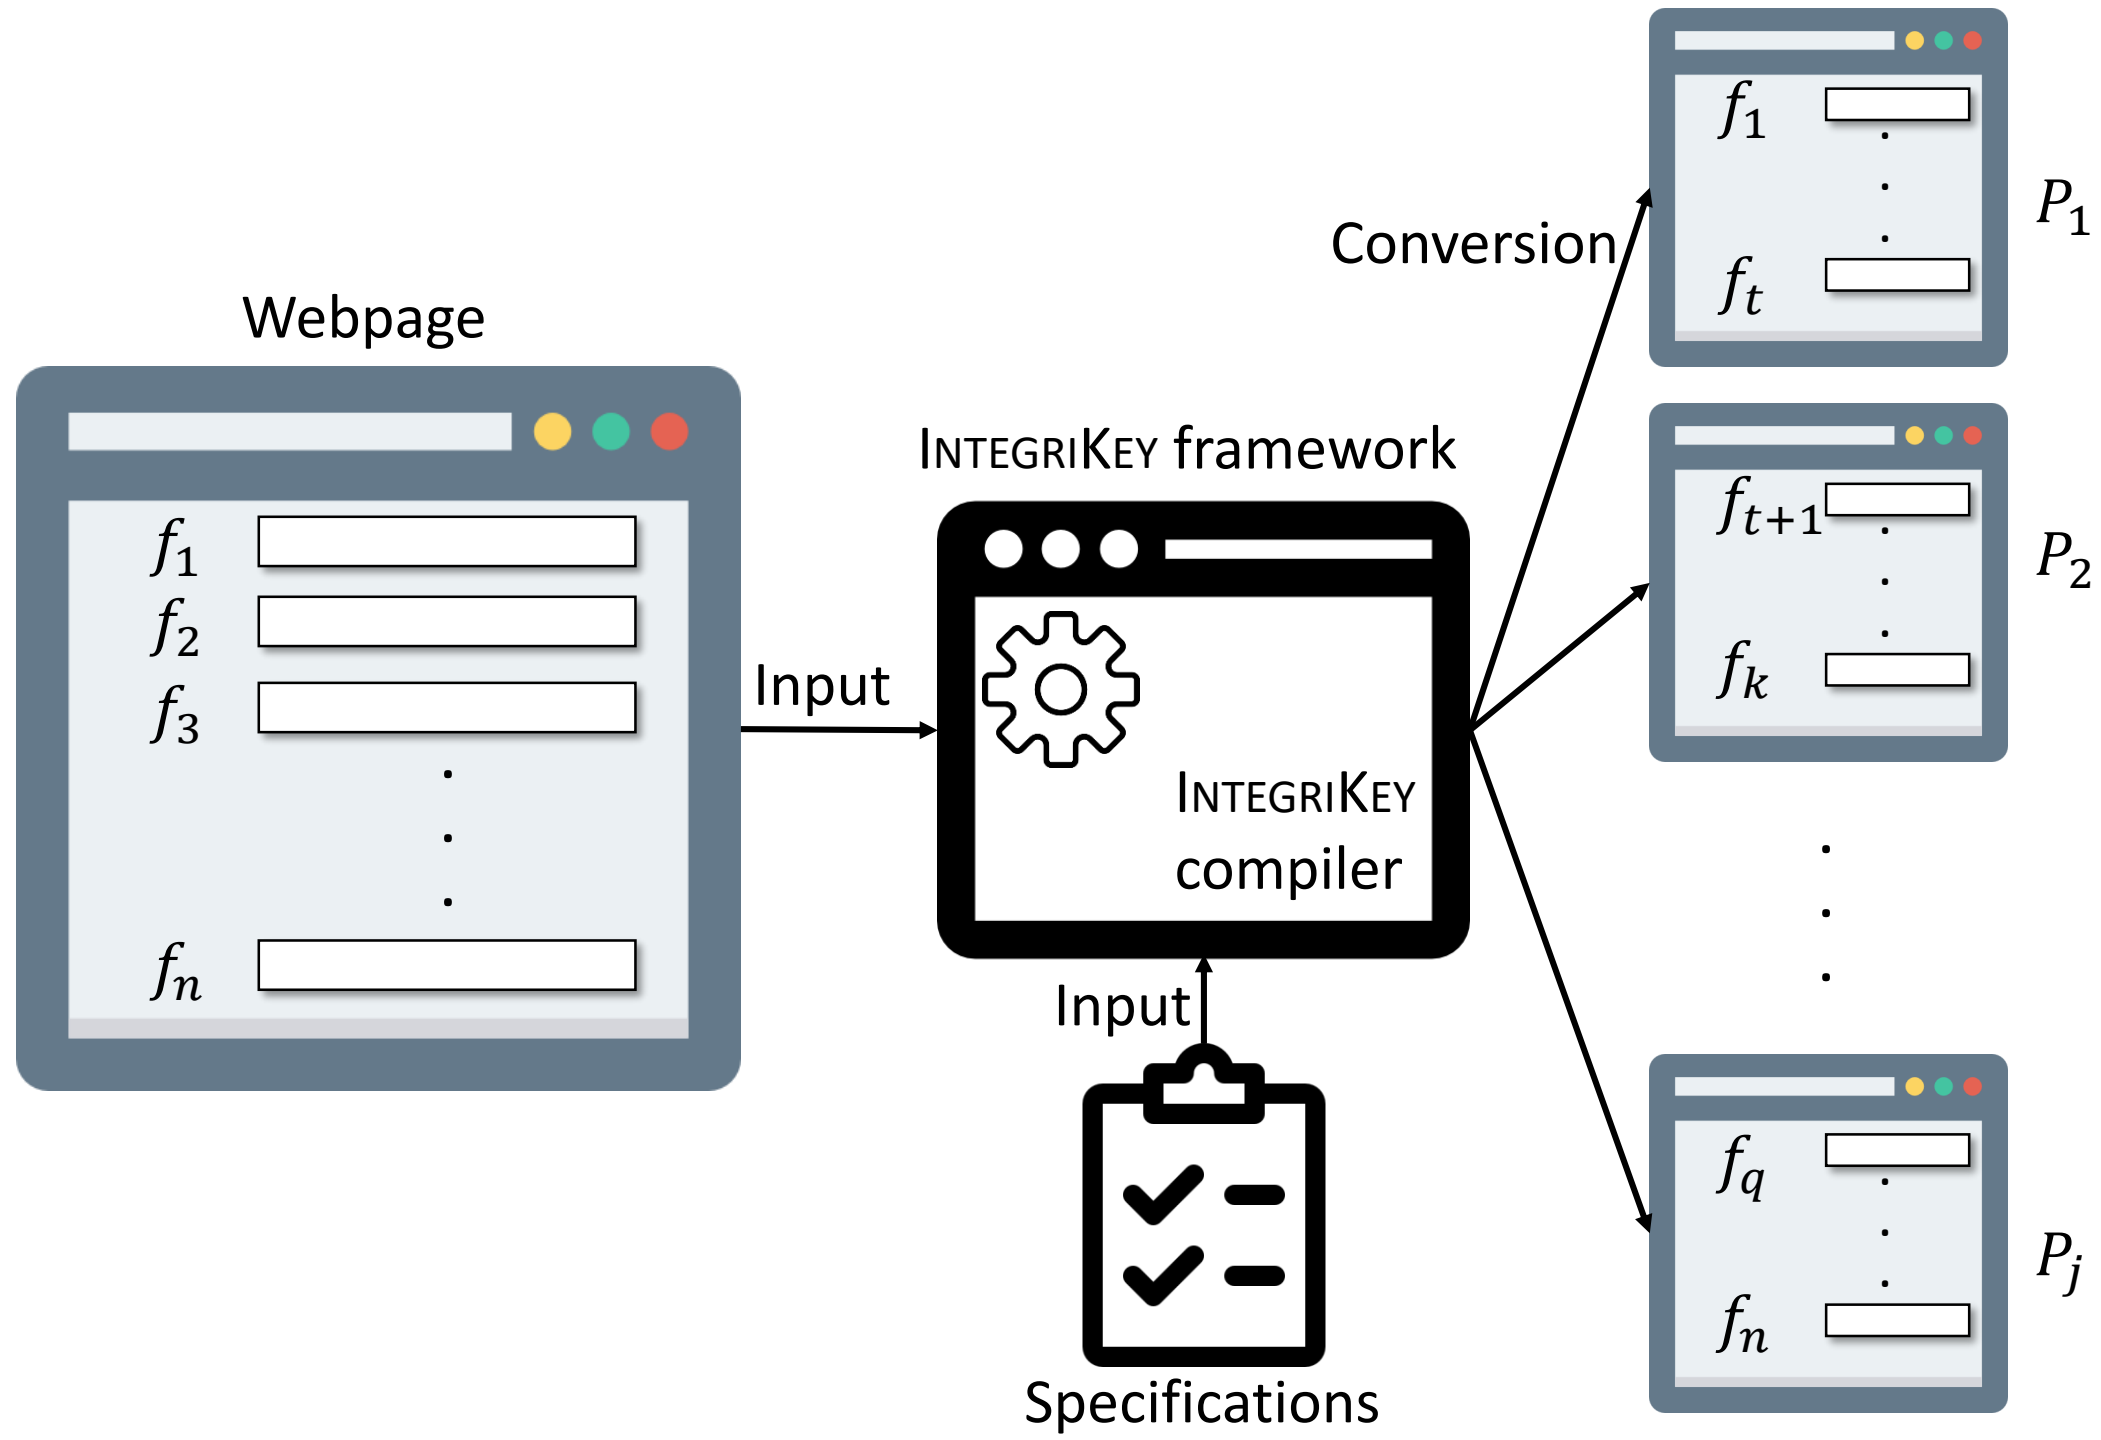 Webpage
f₁
f₂
f₃
.
.
.
fₙ
Input
INTEGRIKEY framework
INTEGRIKEY
compiler
Input
Specifications
Conversion
f₁
.
.
.
fₜ
P₁
fₜ₊₁
.
.
.
fₖ
P₂
.
.
.
f_q
.
.
.
fₙ
Pⱼ